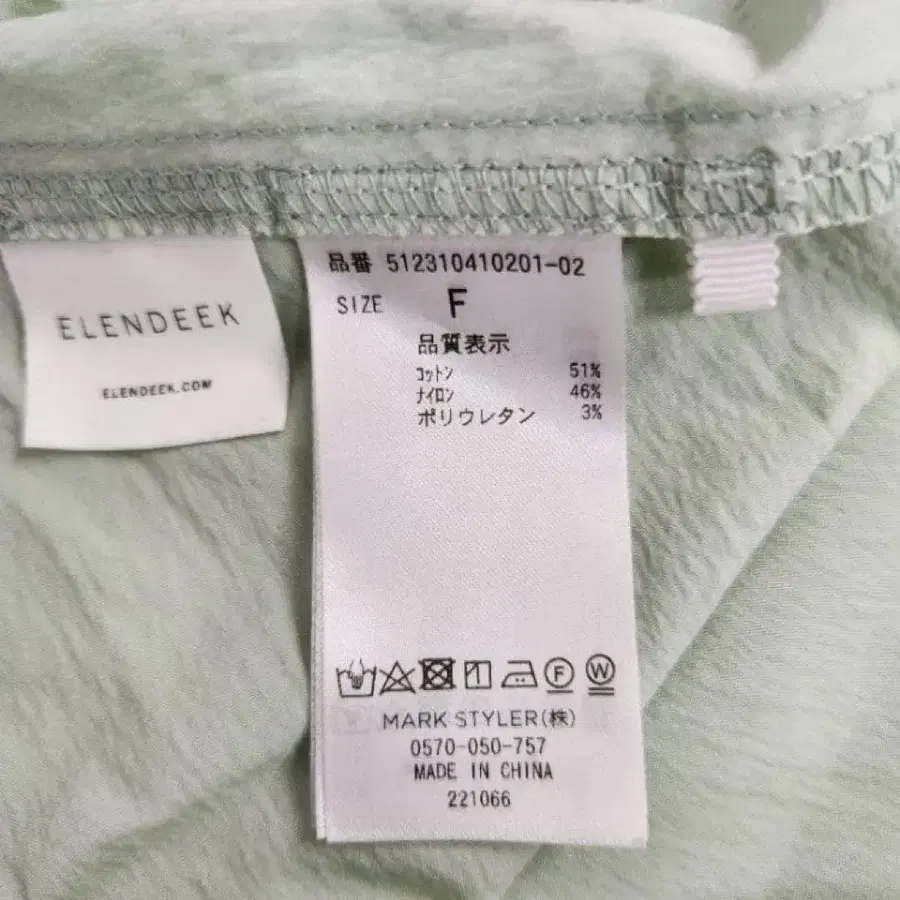 ELENDEEK
ELENDEEK.COM
品番 512310410201-02
SIZE F
品質表示
コットン 51%
ナイロン 46%
ポリウレタン 3%
F W
MARK STYLER(株)
0570-050-757
MADE IN CHINA
221066